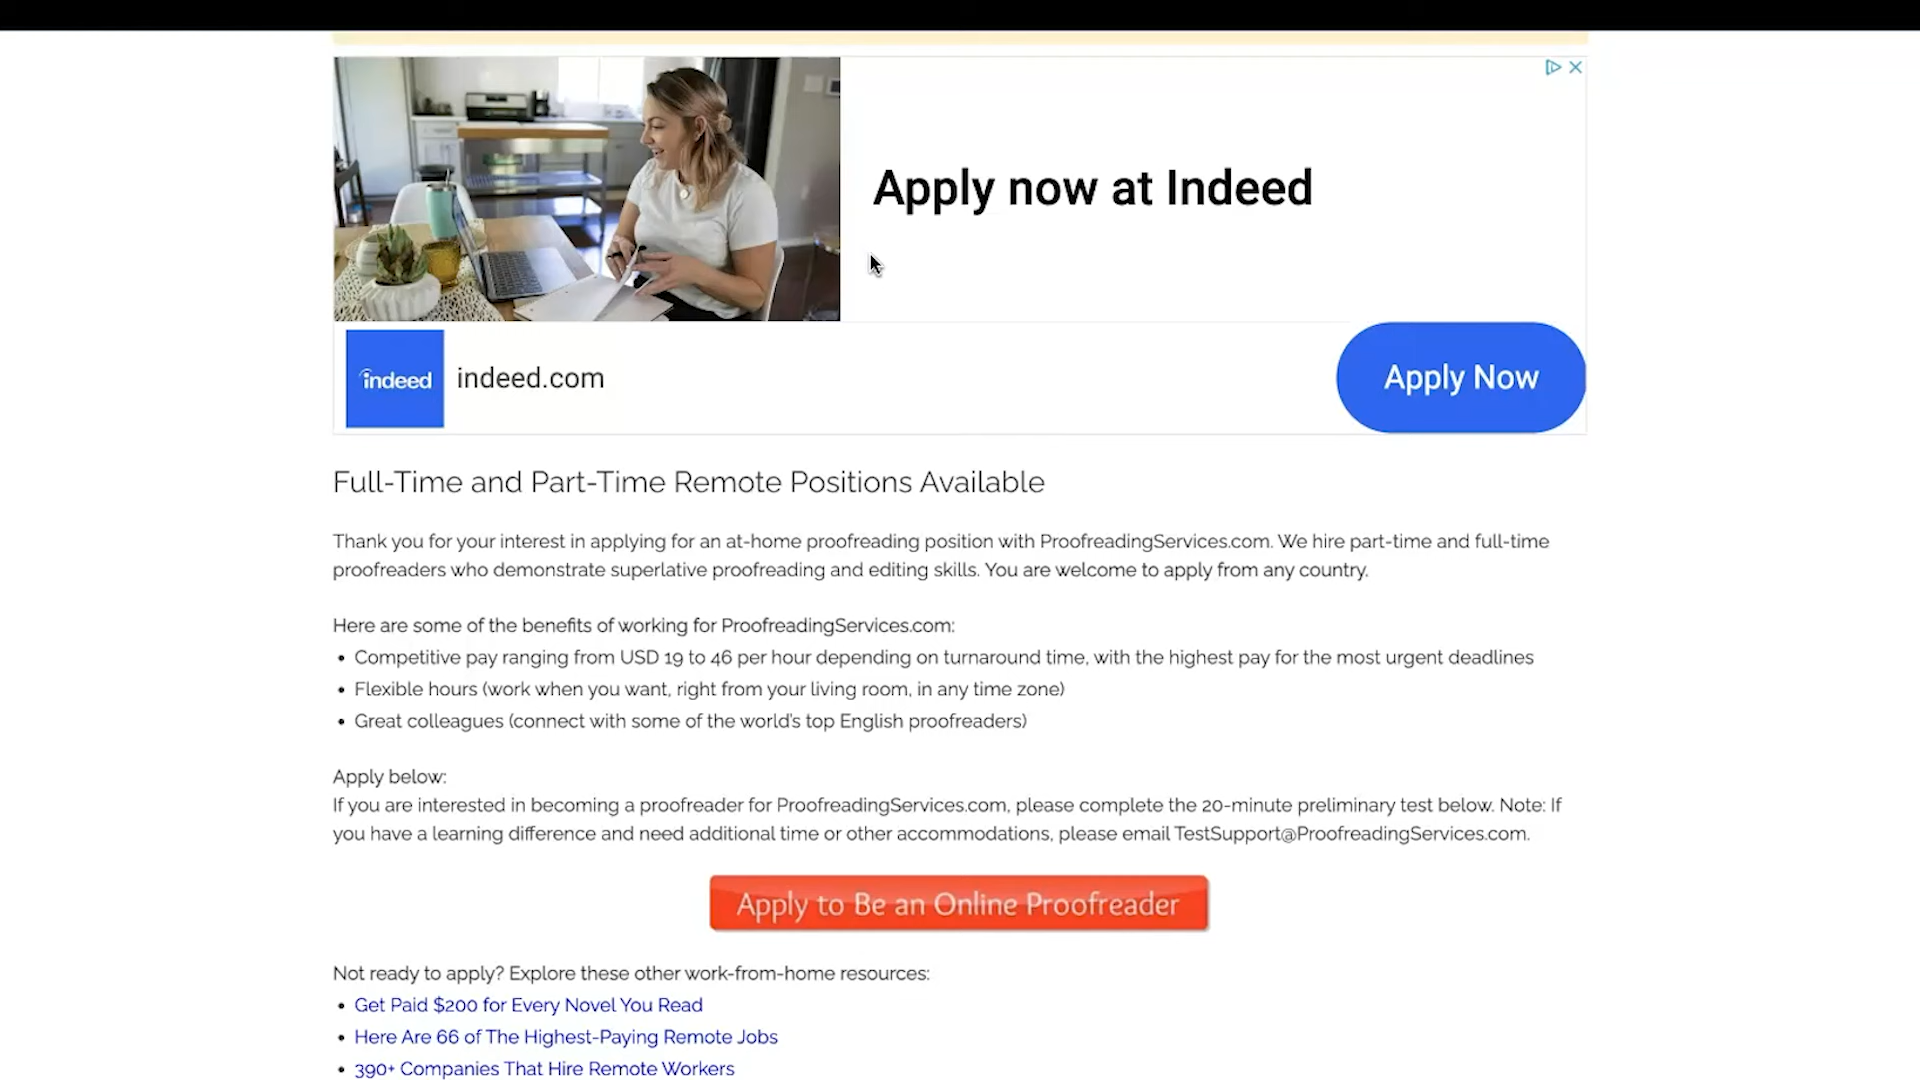 Apply now at Indeed
indeed
indeed.com
Apply Now
Full-Time and Part-Time Remote Positions Available
Thank you for your interest in applying for an at-home proofreading position with ProofreadingServices.com. We hire part-time and full-time
proofreaders who demonstrate superlative proofreading and editing skills. You are welcome to apply from any country.
Here are some of the benefits of working for ProofreadingServices.com:
• Competitive pay ranging from USD 19 to 46 per hour depending on turnaround time, with the highest pay for the most urgent deadlines
• Flexible hours (work when you want, right from your living room, in any time zone)
• Great colleagues (connect with some of the world's top English proofreaders)
Apply below:
If you are interested in becoming a proofreader for ProofreadingServices.com, please complete the 20-minute preliminary test below. Note: If
you have a learning difference and need additional time or other accommodations, please email TestSupport@ProofreadingServices.com.
Apply to Be an Online Proofreader
Not ready to apply? Explore these other work-from-home resources:
• Get Paid $200 for Every Novel You Read
• Here Are 66 of The Highest-Paying Remote Jobs
• 390+ Companies That Hire Remote Workers